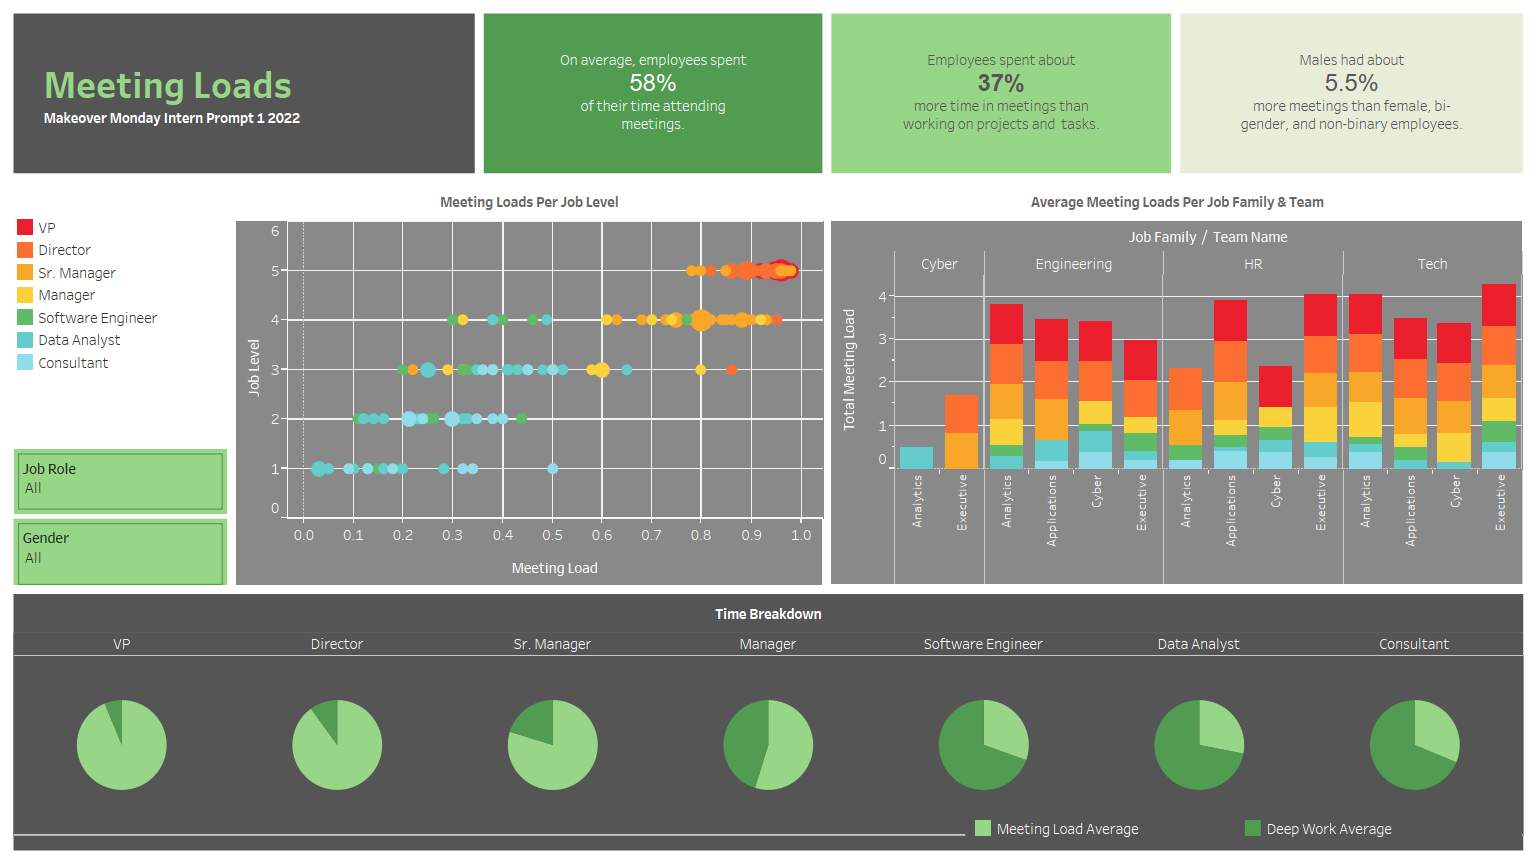 Meeting Loads
Makeover Monday Intern Prompt 1 2022
On average, employees spent
58%
of their time attending
meetings.
Employees spent about
37%
more time in meetings than
working on projects and  tasks.
Males had about
5.5%
more meetings than female, bi-
gender, and non-binary employees.
VP
Director
Sr. Manager
Manager
Software Engineer
Data Analyst
Consultant
Job Role
All
Gender
All
Meeting Loads Per Job Level
Job Level
6
5
4
3
2
1
0
0.0 0.1 0.2 0.3 0.4 0.5 0.6 0.7 0.8 0.9 1.0
Meeting Load
Average Meeting Loads Per Job Family & Team
Job Family / Team Name
Cyber Engineering HR Tech
Total Meeting Load
4
3
2
1
0
Analytics Executive Analytics Applications Cyber Executive Analytics Applications Cyber Executive Analytics Applications Cyber Executive
Time Breakdown
VP Director Sr. Manager Manager Software Engineer Data Analyst Consultant
Meeting Load Average Deep Work Average